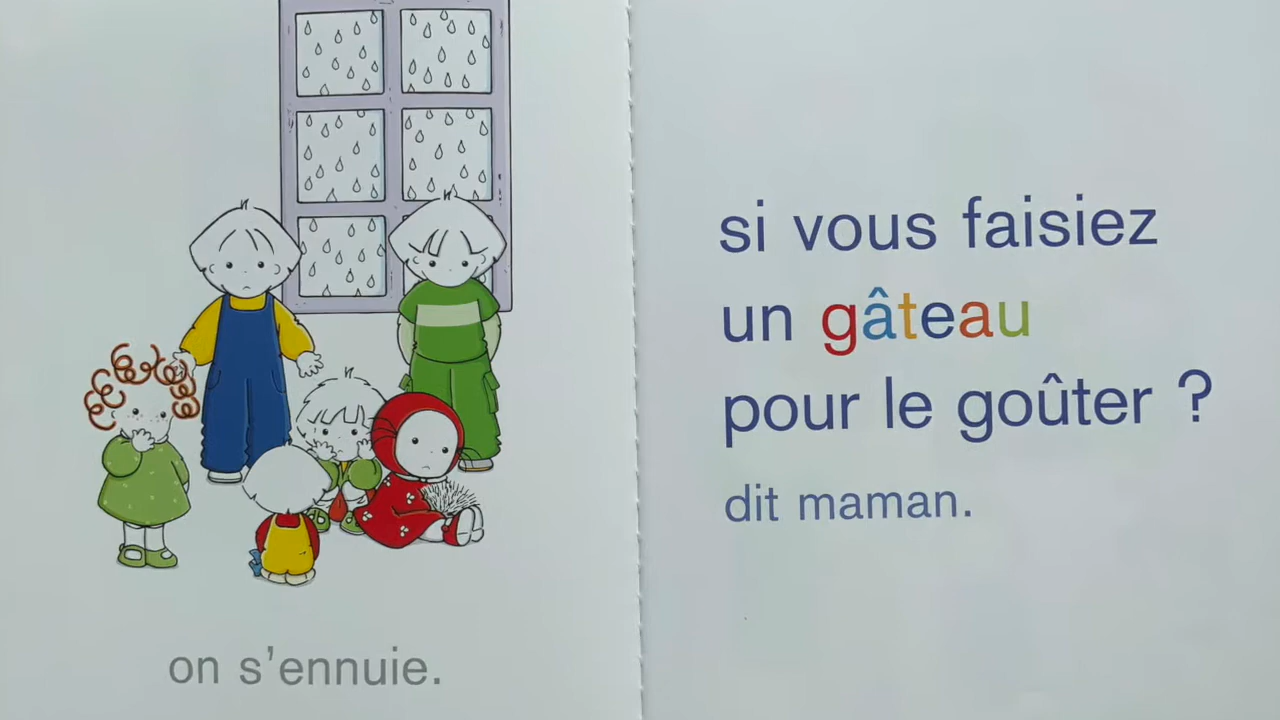 on s'ennuie.
si vous faisiez
un gâteau
pour le goûter ?
dit maman.